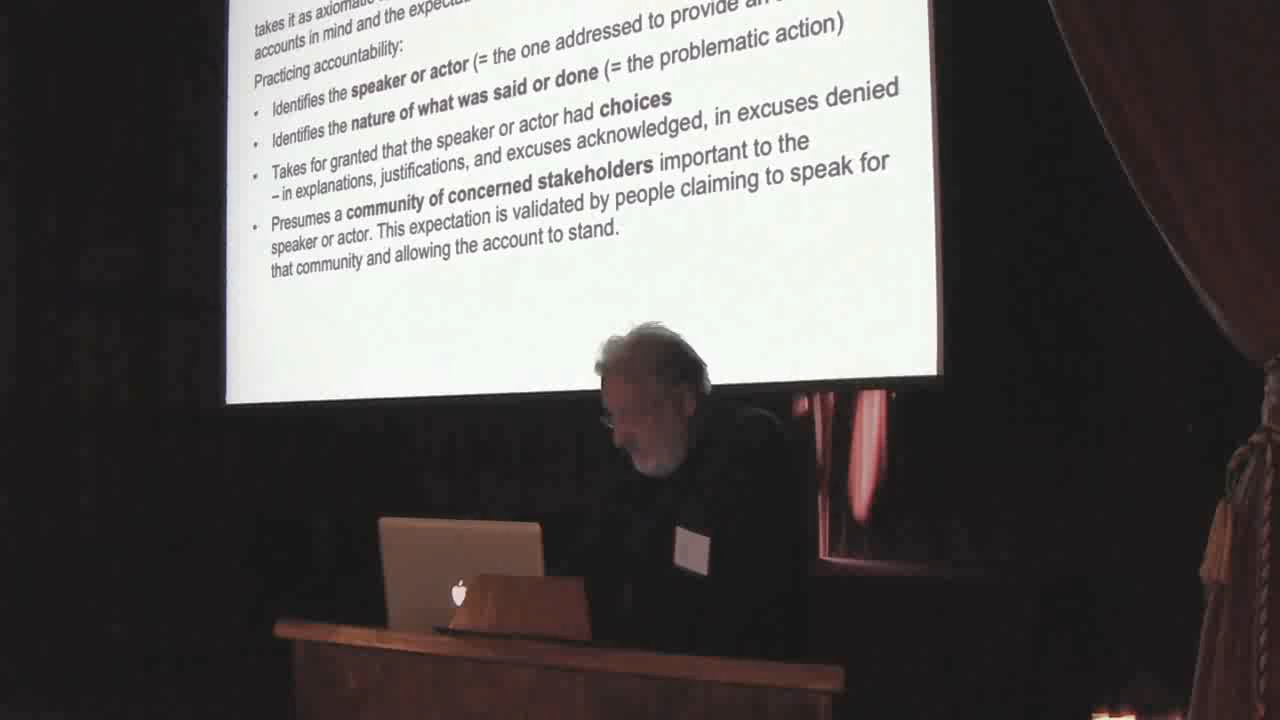 takes it as axiomatic
accounts in mind and the
Practicing accountability:
• Identifies the speaker or actor (= the one addressed to provide an
• Identifies the nature of what was said or done (= the problematic action)
• Takes for granted that the speaker or actor had choices
– in explanations, justifications, and excuses acknowledged, in excuses denied
• Presumes a community of concerned stakeholders important to the
speaker or actor. This expectation is validated by people claiming to speak for
that community and allowing the account to stand.